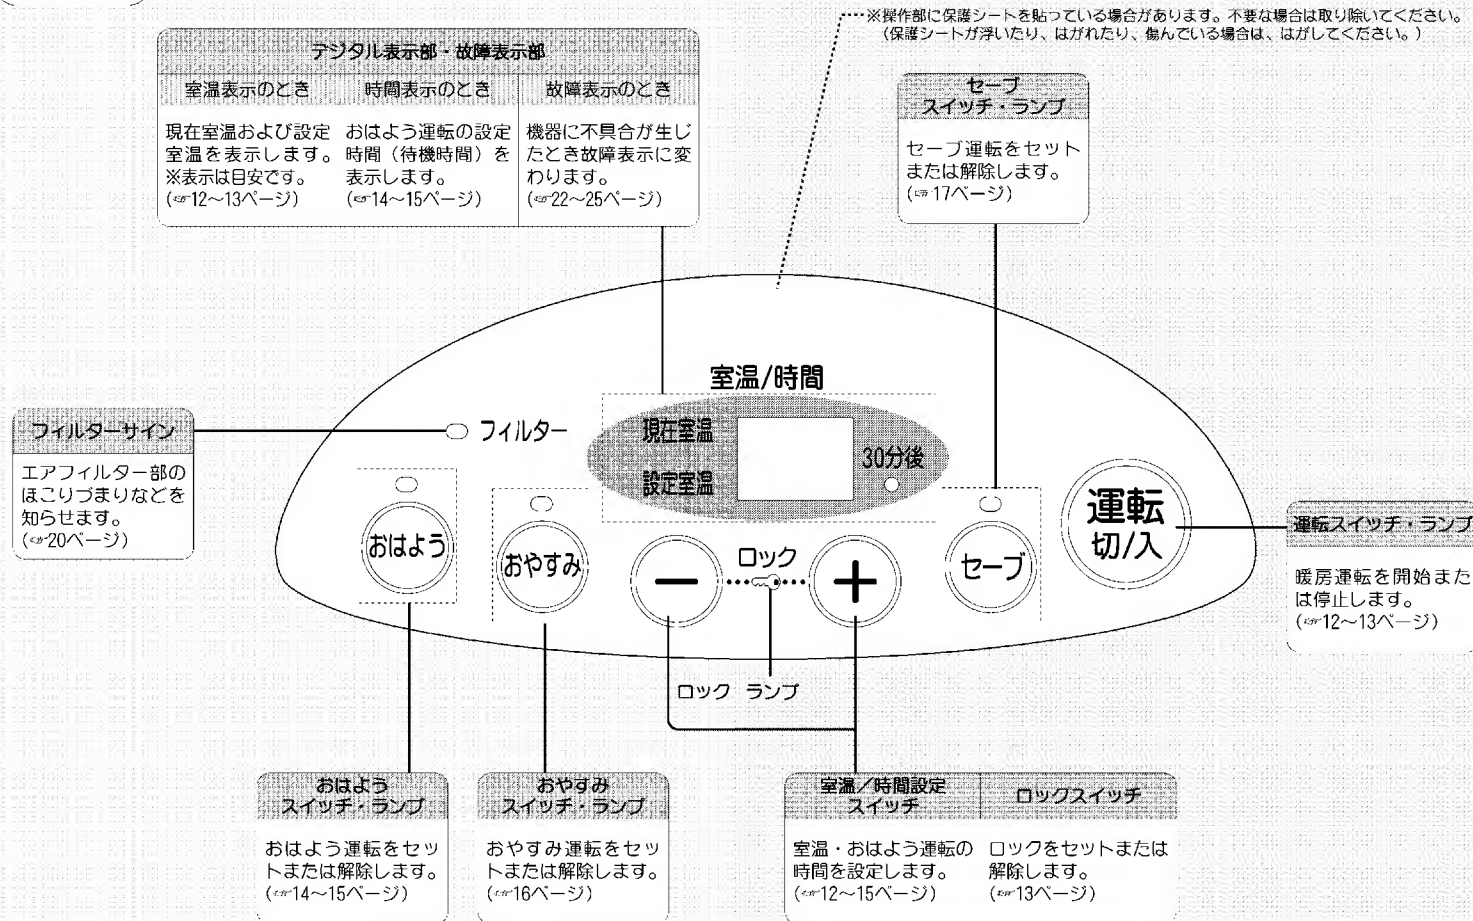 ※操作部に保護シートを貼っている場合があります。不要な場合は取り除いてください。
（保護シートが浮いたり、はがれたり、傷んでいる場合は、はがしてください。）
デジタル表示部・故障表示部
室温表示のとき
現在室温および設定
室温を表示します。
※表示は目安です。
（☞12〜13ページ）
時間表示のとき
おはよう運転の設定
時間（待機時間）を
表示します。
（☞14〜15ページ）
故障表示のとき
機器に不具合が生じ
たとき故障表示に変
わります。
（☞22〜25ページ）
セーブ
スイッチ・ランプ
セーブ運転をセット
または解除します。
（☞17ページ）
フィルターサイン
エアフィルター部の
ほこりづまりなどを
知らせます。
（☞20ページ）
室温/時間
フィルター
現在室温
設定室温
30分後
おはよう
おやすみ
−
ロック
＋
セーブ
運転
切/入
運転スイッチ・ランプ
暖房運転を開始また
は停止します。
（☞12〜13ページ）
ロック ランプ
おはよう
スイッチ・ランプ
おはよう運転をセッ
トまたは解除します。
（☞14〜15ページ）
おやすみ
スイッチ・ランプ
おやすみ運転をセッ
トまたは解除します。
（☞16ページ）
室温／時間設定
スイッチ
室温・おはよう運転の
時間を設定します。
（☞12〜15ページ）
ロックスイッチ
ロックをセットまたは
解除します。
（☞13ページ）